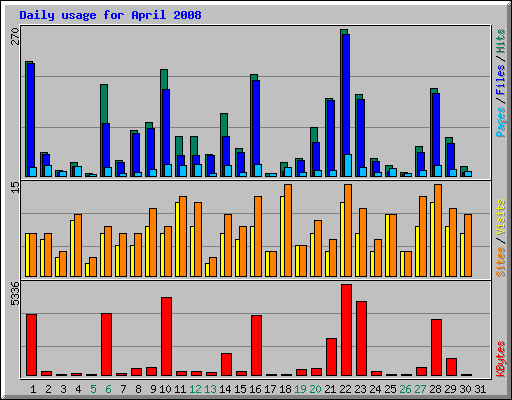 Daily usage for April 2008
270
Pages / Files / Hits
15
Sites / Visits
5336
KBytes
1 2 3 4 5 6 7 8 9 10 11 12 13 14 15 16 17 18 19 20 21 22 23 24 25 26 27 28 29 30 31